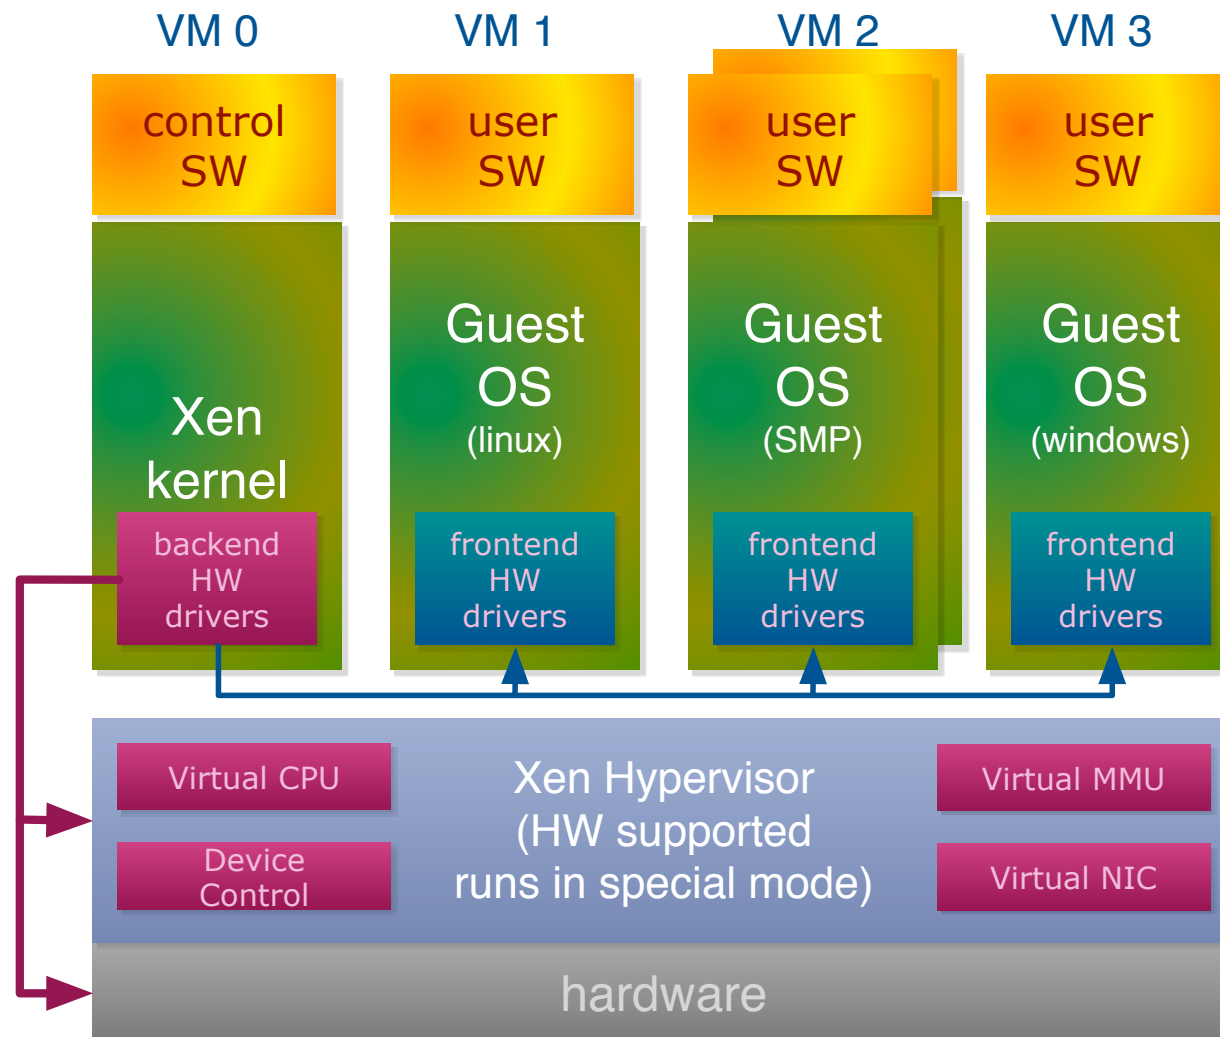 VM 0
VM 1
VM 2
VM 3
control
SW
user
SW
user
SW
user
SW
Xen
kernel
Guest
OS
(linux)
Guest
OS
(SMP)
Guest
OS
(windows)
backend
HW
drivers
frontend
HW
drivers
frontend
HW
drivers
frontend
HW
drivers
Virtual CPU
Device
Control
Xen Hypervisor
(HW supported
runs in special mode)
Virtual MMU
Virtual NIC
hardware